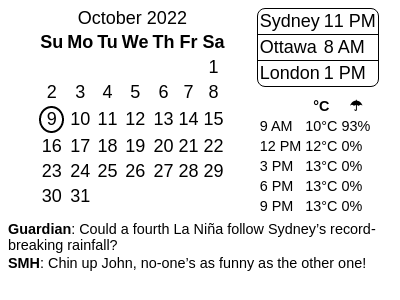 October 2022
Su Mo Tu We Th Fr Sa
1
2 3 4 5 6 7 8
9 10 11 12 13 14 15
16 17 18 19 20 21 22
23 24 25 26 27 28 29
30 31
Sydney 11 PM
Ottawa 8 AM
London 1 PM
°C ☂
9 AM 10°C 93%
12 PM 12°C 0%
3 PM 13°C 0%
6 PM 13°C 0%
9 PM 13°C 0%
Guardian: Could a fourth La Niña follow Sydney’s record-
breaking rainfall?
SMH: Chin up John, no-one’s as funny as the other one!